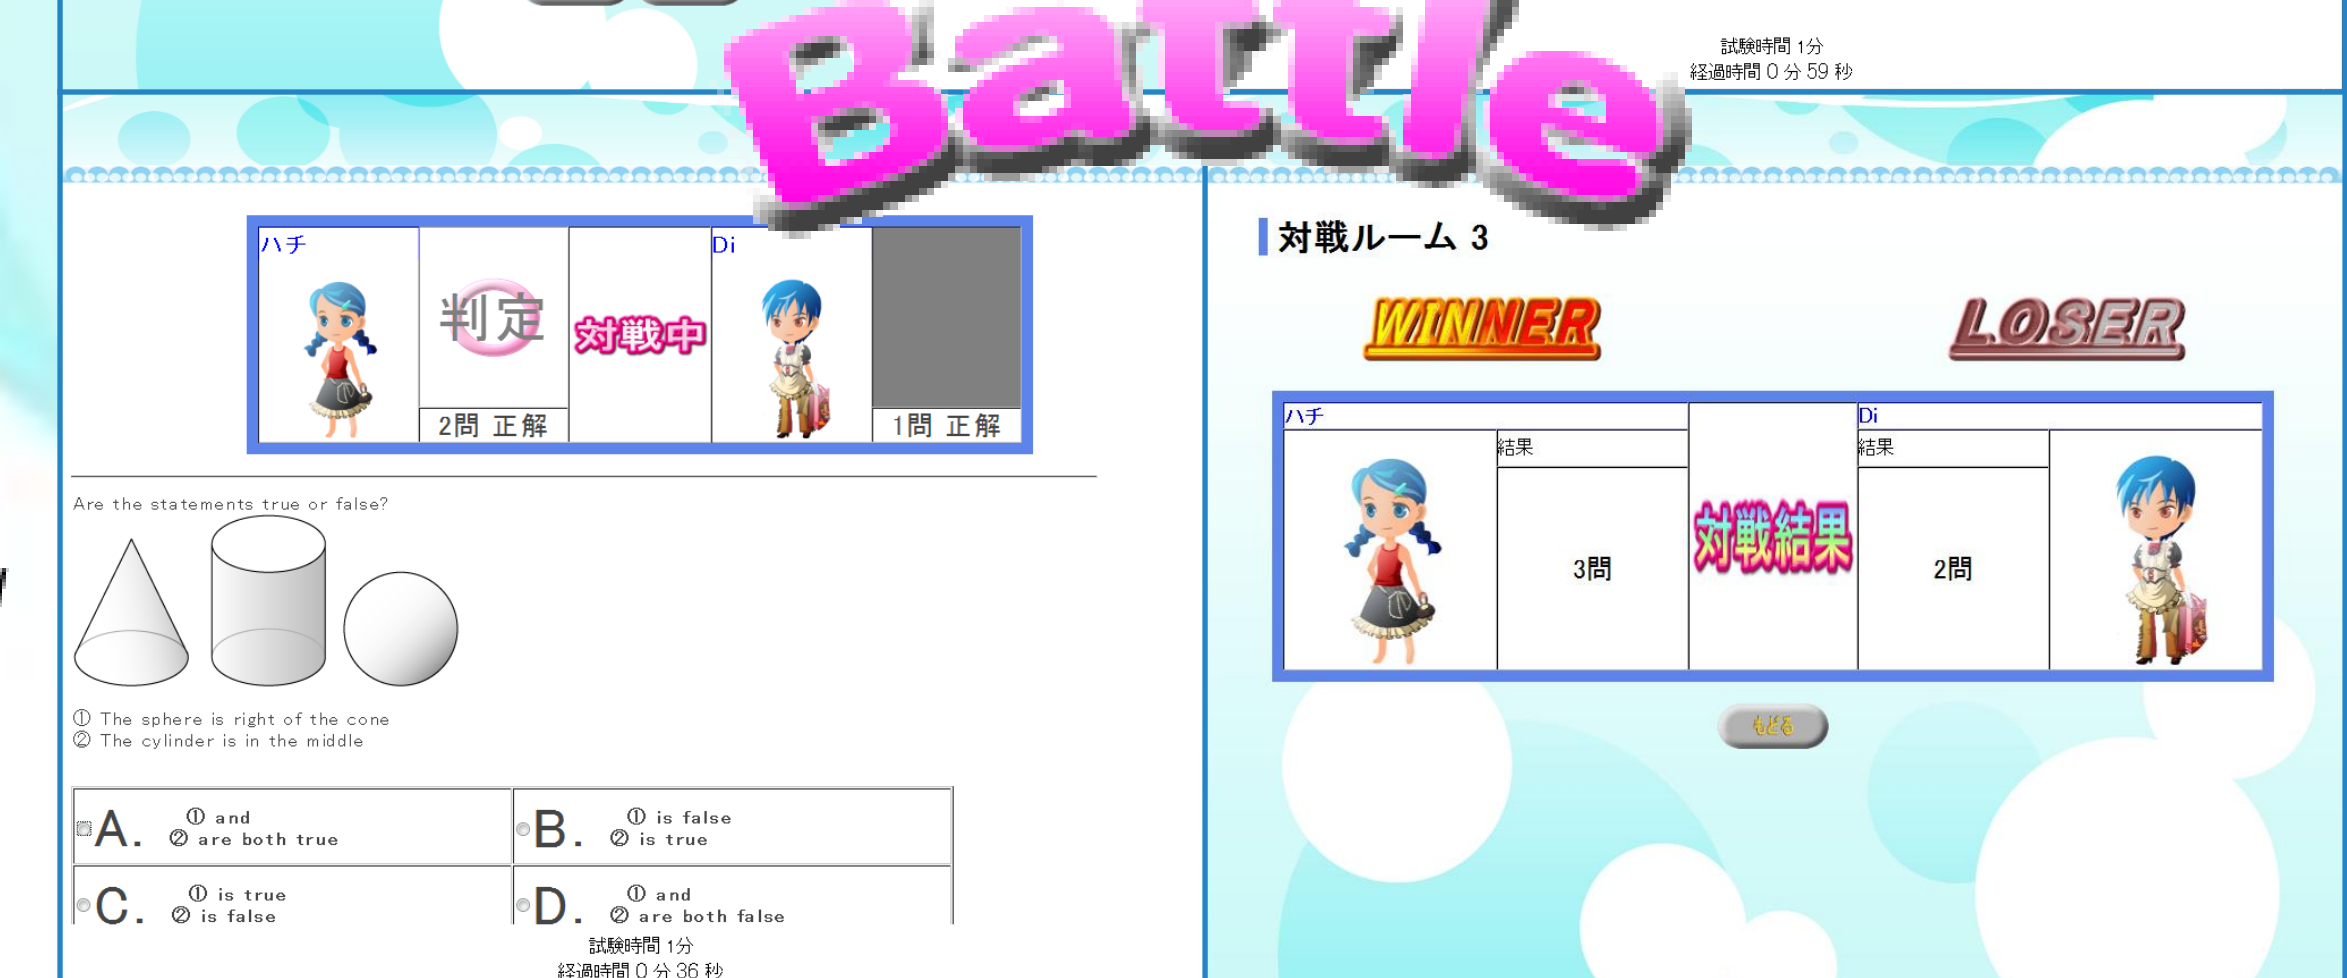 Battle
試験時間 1分
経過時間 0 分 59 秒
ハチ
判定
対戦中
Di
2問 正解
1問 正解
Are the statements true or false?
① The sphere is right of the cone
② The cylinder is in the middle
A. ① and
② are both true
B. ① is false
② is true
C. ① is true
② is false
D. ① and
② are both false
試験時間 1分
経過時間 0 分 36 秒
対戦ルーム 3
WINNER
LOSER
ハチ
Di
結果
結果
3問
対戦結果
2問
もどる